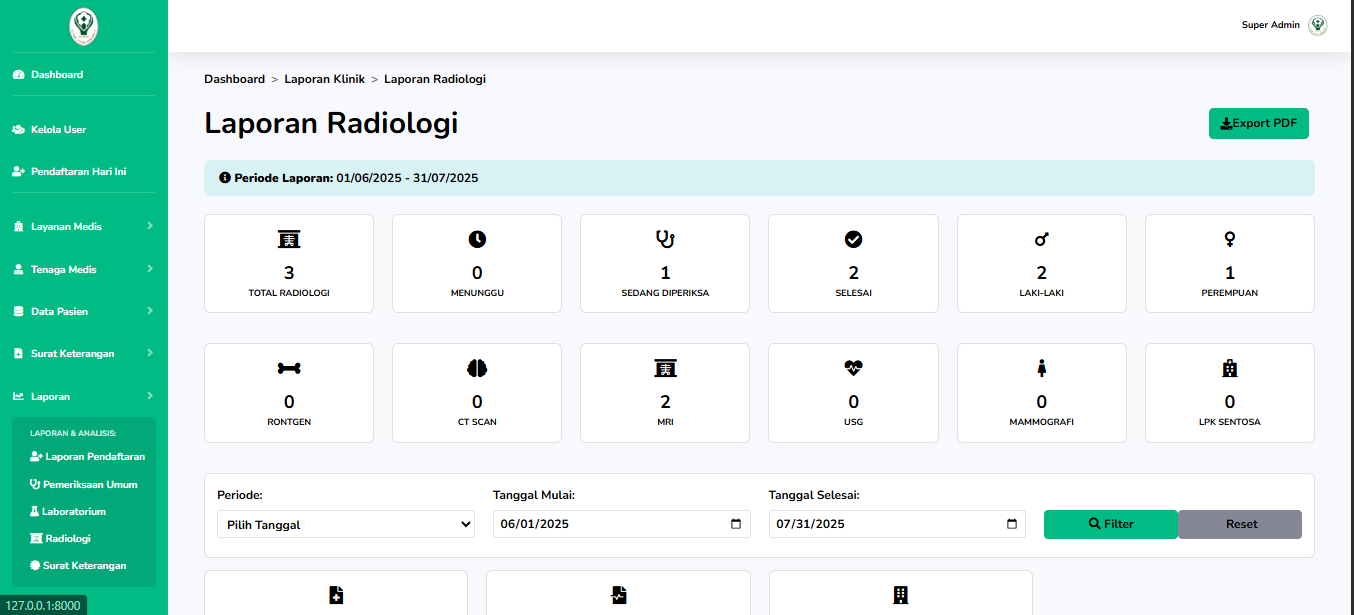 Super Admin
Dashboard
Kelola User
Pendaftaran Hari Ini
Layanan Medis
Tenaga Medis
Data Pasien
Surat Keterangan
Laporan
LAPORAN & ANALISIS:
Laporan Pendaftaran
Pemeriksaan Umum
Laboratorium
Radiologi
Surat Keterangan
127.0.0.1:8000
Dashboard > Laporan Klinik > Laporan Radiologi
Laporan Radiologi
Export PDF
Periode Laporan: 01/06/2025 - 31/07/2025
3
TOTAL RADIOLOGI
0
MENUNGGU
1
SEDANG DIPERIKSA
2
SELESAI
2
LAKI-LAKI
1
PEREMPUAN
0
RONTGEN
0
CT SCAN
2
MRI
0
USG
0
MAMMOGRAFI
0
LPK SENTOSA
Periode:
Pilih Tanggal
Tanggal Mulai:
06/01/2025
Tanggal Selesai:
07/31/2025
Filter
Reset